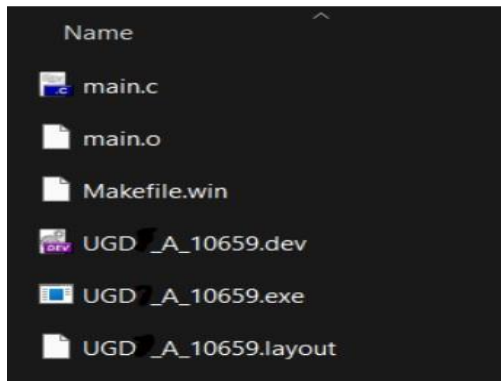 Name
main.c
main.o
Makefile.win
UGD _A_10659.dev
UGD _A_10659.exe
UGD _A_10659.layout